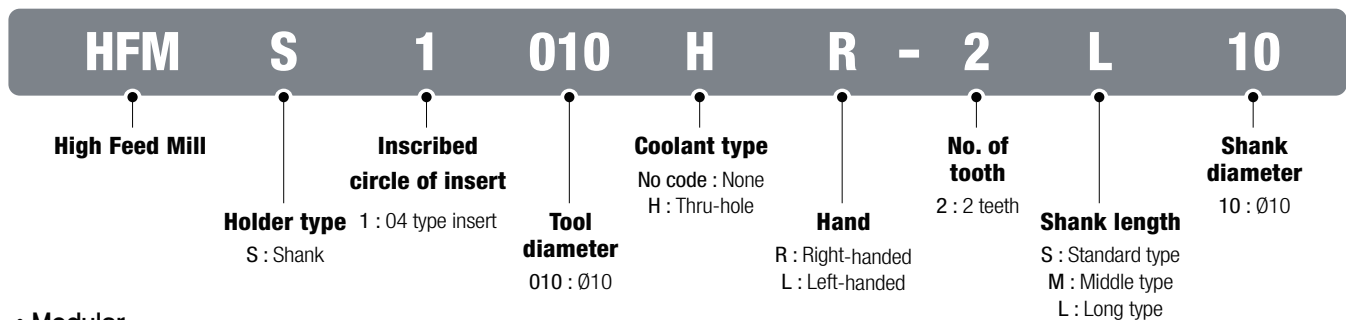 HFM S 1 010 H R - 2 L 10
High Feed Mill
Holder type
S : Shank
Inscribed
circle of insert
1 : 04 type insert
Tool
diameter
010 : Ø10
Coolant type
No code : None
H : Thru-hole
Hand
R : Right-handed
L : Left-handed
No. of
tooth
2 : 2 teeth
Shank length
S : Standard type
M : Middle type
L : Long type
Shank
diameter
10 : Ø10
• Modular